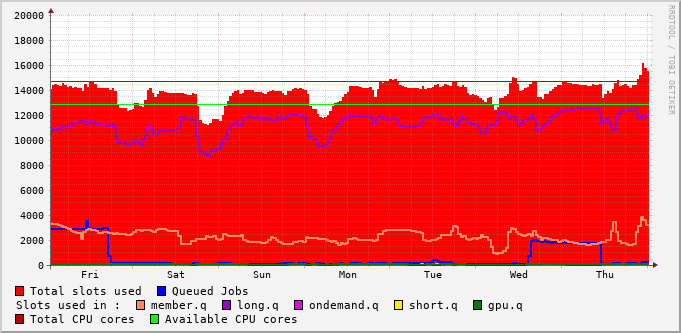 20000
18000
16000
14000
12000
10000
8000
6000
4000
2000
0
Fri Sat Sun Mon Tue Wed Thu
RRDTOOL / TOBI OETIKER
Total slots used Queued Jobs
Slots used in : member.q long.q ondemand.q short.q gpu.q
Total CPU cores Available CPU cores